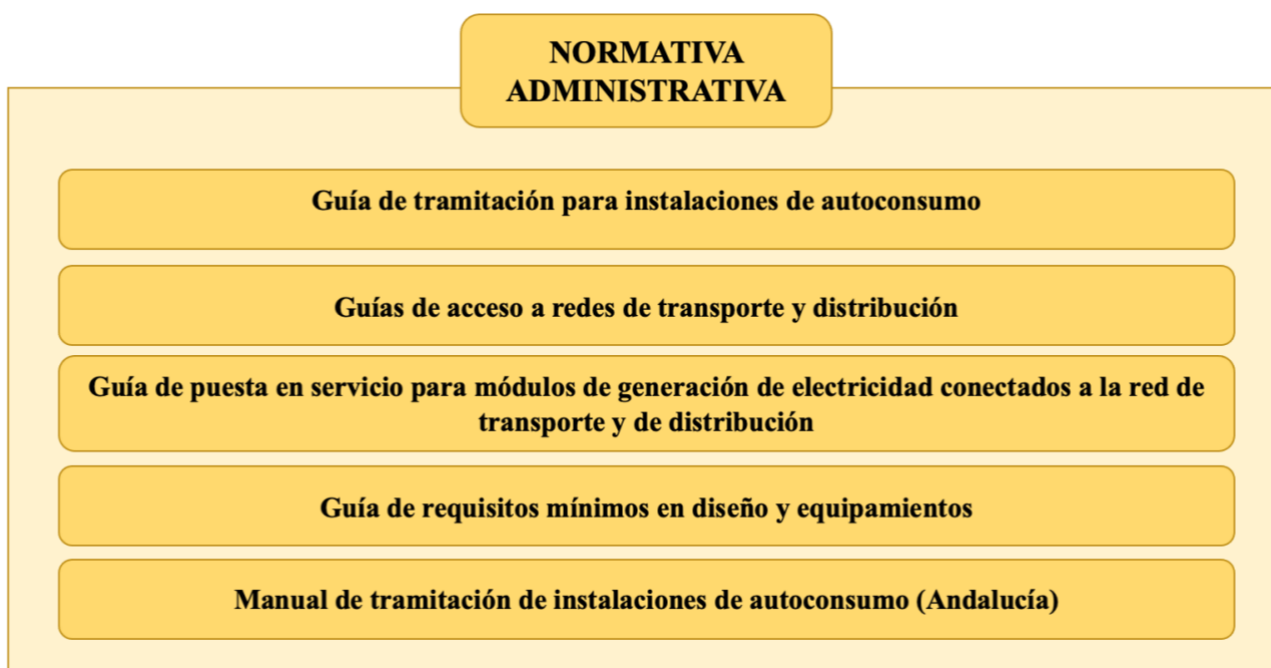 NORMATIVA
ADMINISTRATIVA
Guía de tramitación para instalaciones de autoconsumo
Guías de acceso a redes de transporte y distribución
Guía de puesta en servicio para módulos de generación de electricidad conectados a la red de
transporte y de distribución
Guía de requisitos mínimos en diseño y equipamientos
Manual de tramitación de instalaciones de autoconsumo (Andalucía)